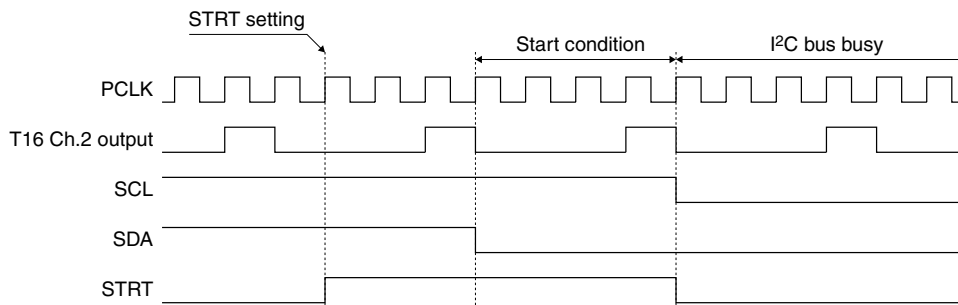 STRT setting
Start condition
I²C bus busy
PCLK
T16 Ch.2 output
SCL
SDA
STRT